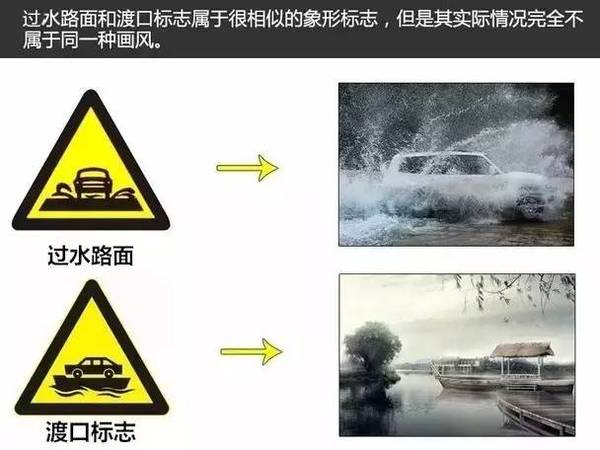 过水路面和渡口标志属于很相似的象形标志，但是其实际情况完全不
属于同一种画风。
过水路面
渡口标志